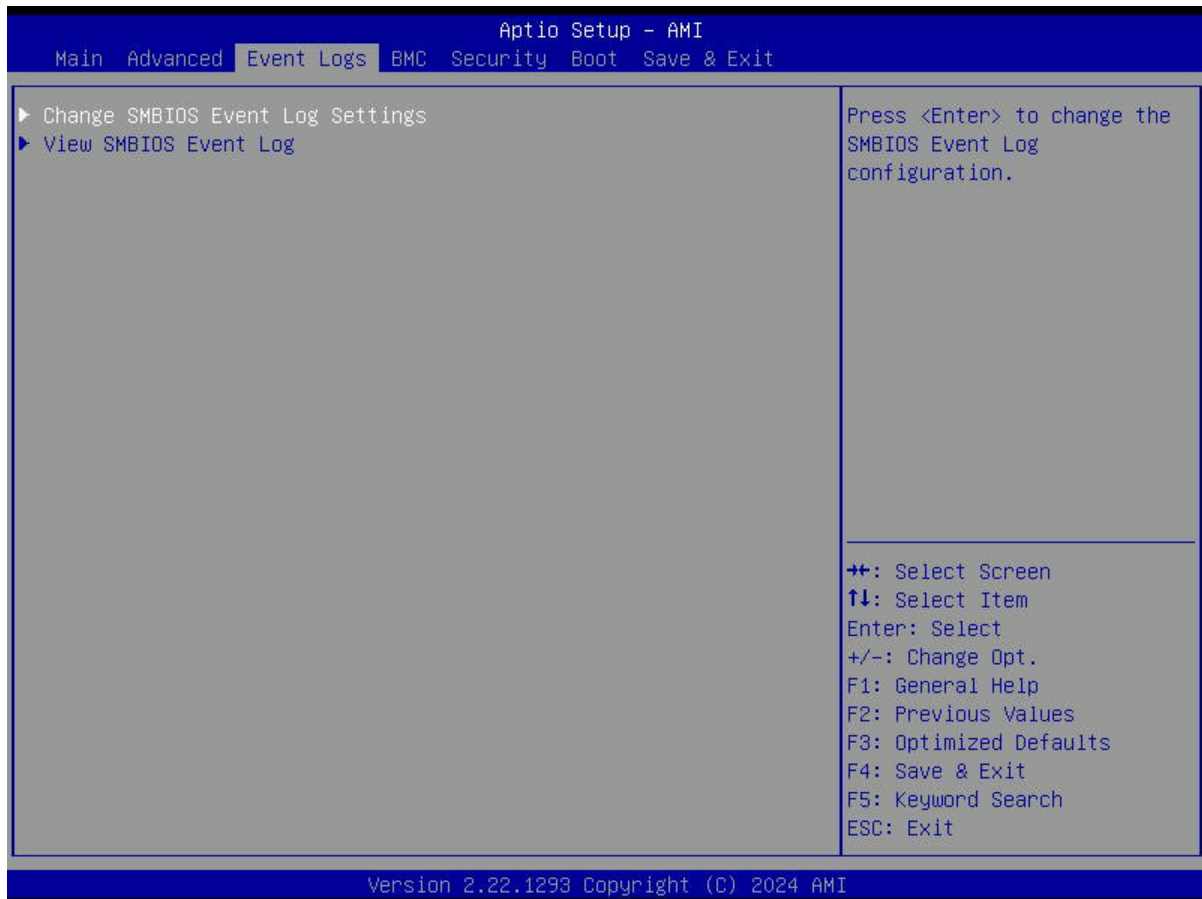 Aptio Setup – AMI
Main Advanced Event Logs BMC Security Boot Save & Exit
▶ Change SMBIOS Event Log Settings
▶ View SMBIOS Event Log
Press <Enter> to change the
SMBIOS Event Log
configuration.
→←: Select Screen
↑↓: Select Item
Enter: Select
+/-: Change Opt.
F1: General Help
F2: Previous Values
F3: Optimized Defaults
F4: Save & Exit
F5: Keyword Search
ESC: Exit
Version 2.22.1293 Copyright (C) 2024 AMI